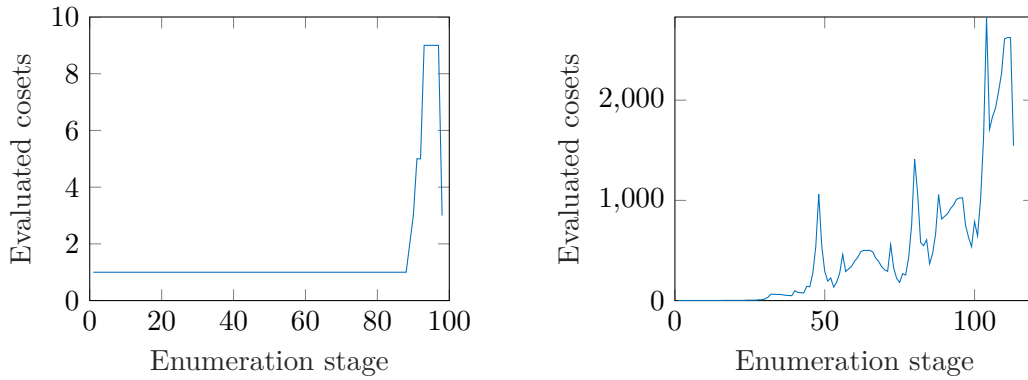 10
8
6
4
2
0
0 20 40 60 80 100
Evaluated cosets
Enumeration stage
2,000
1,000
0
0 50 100
Evaluated cosets
Enumeration stage